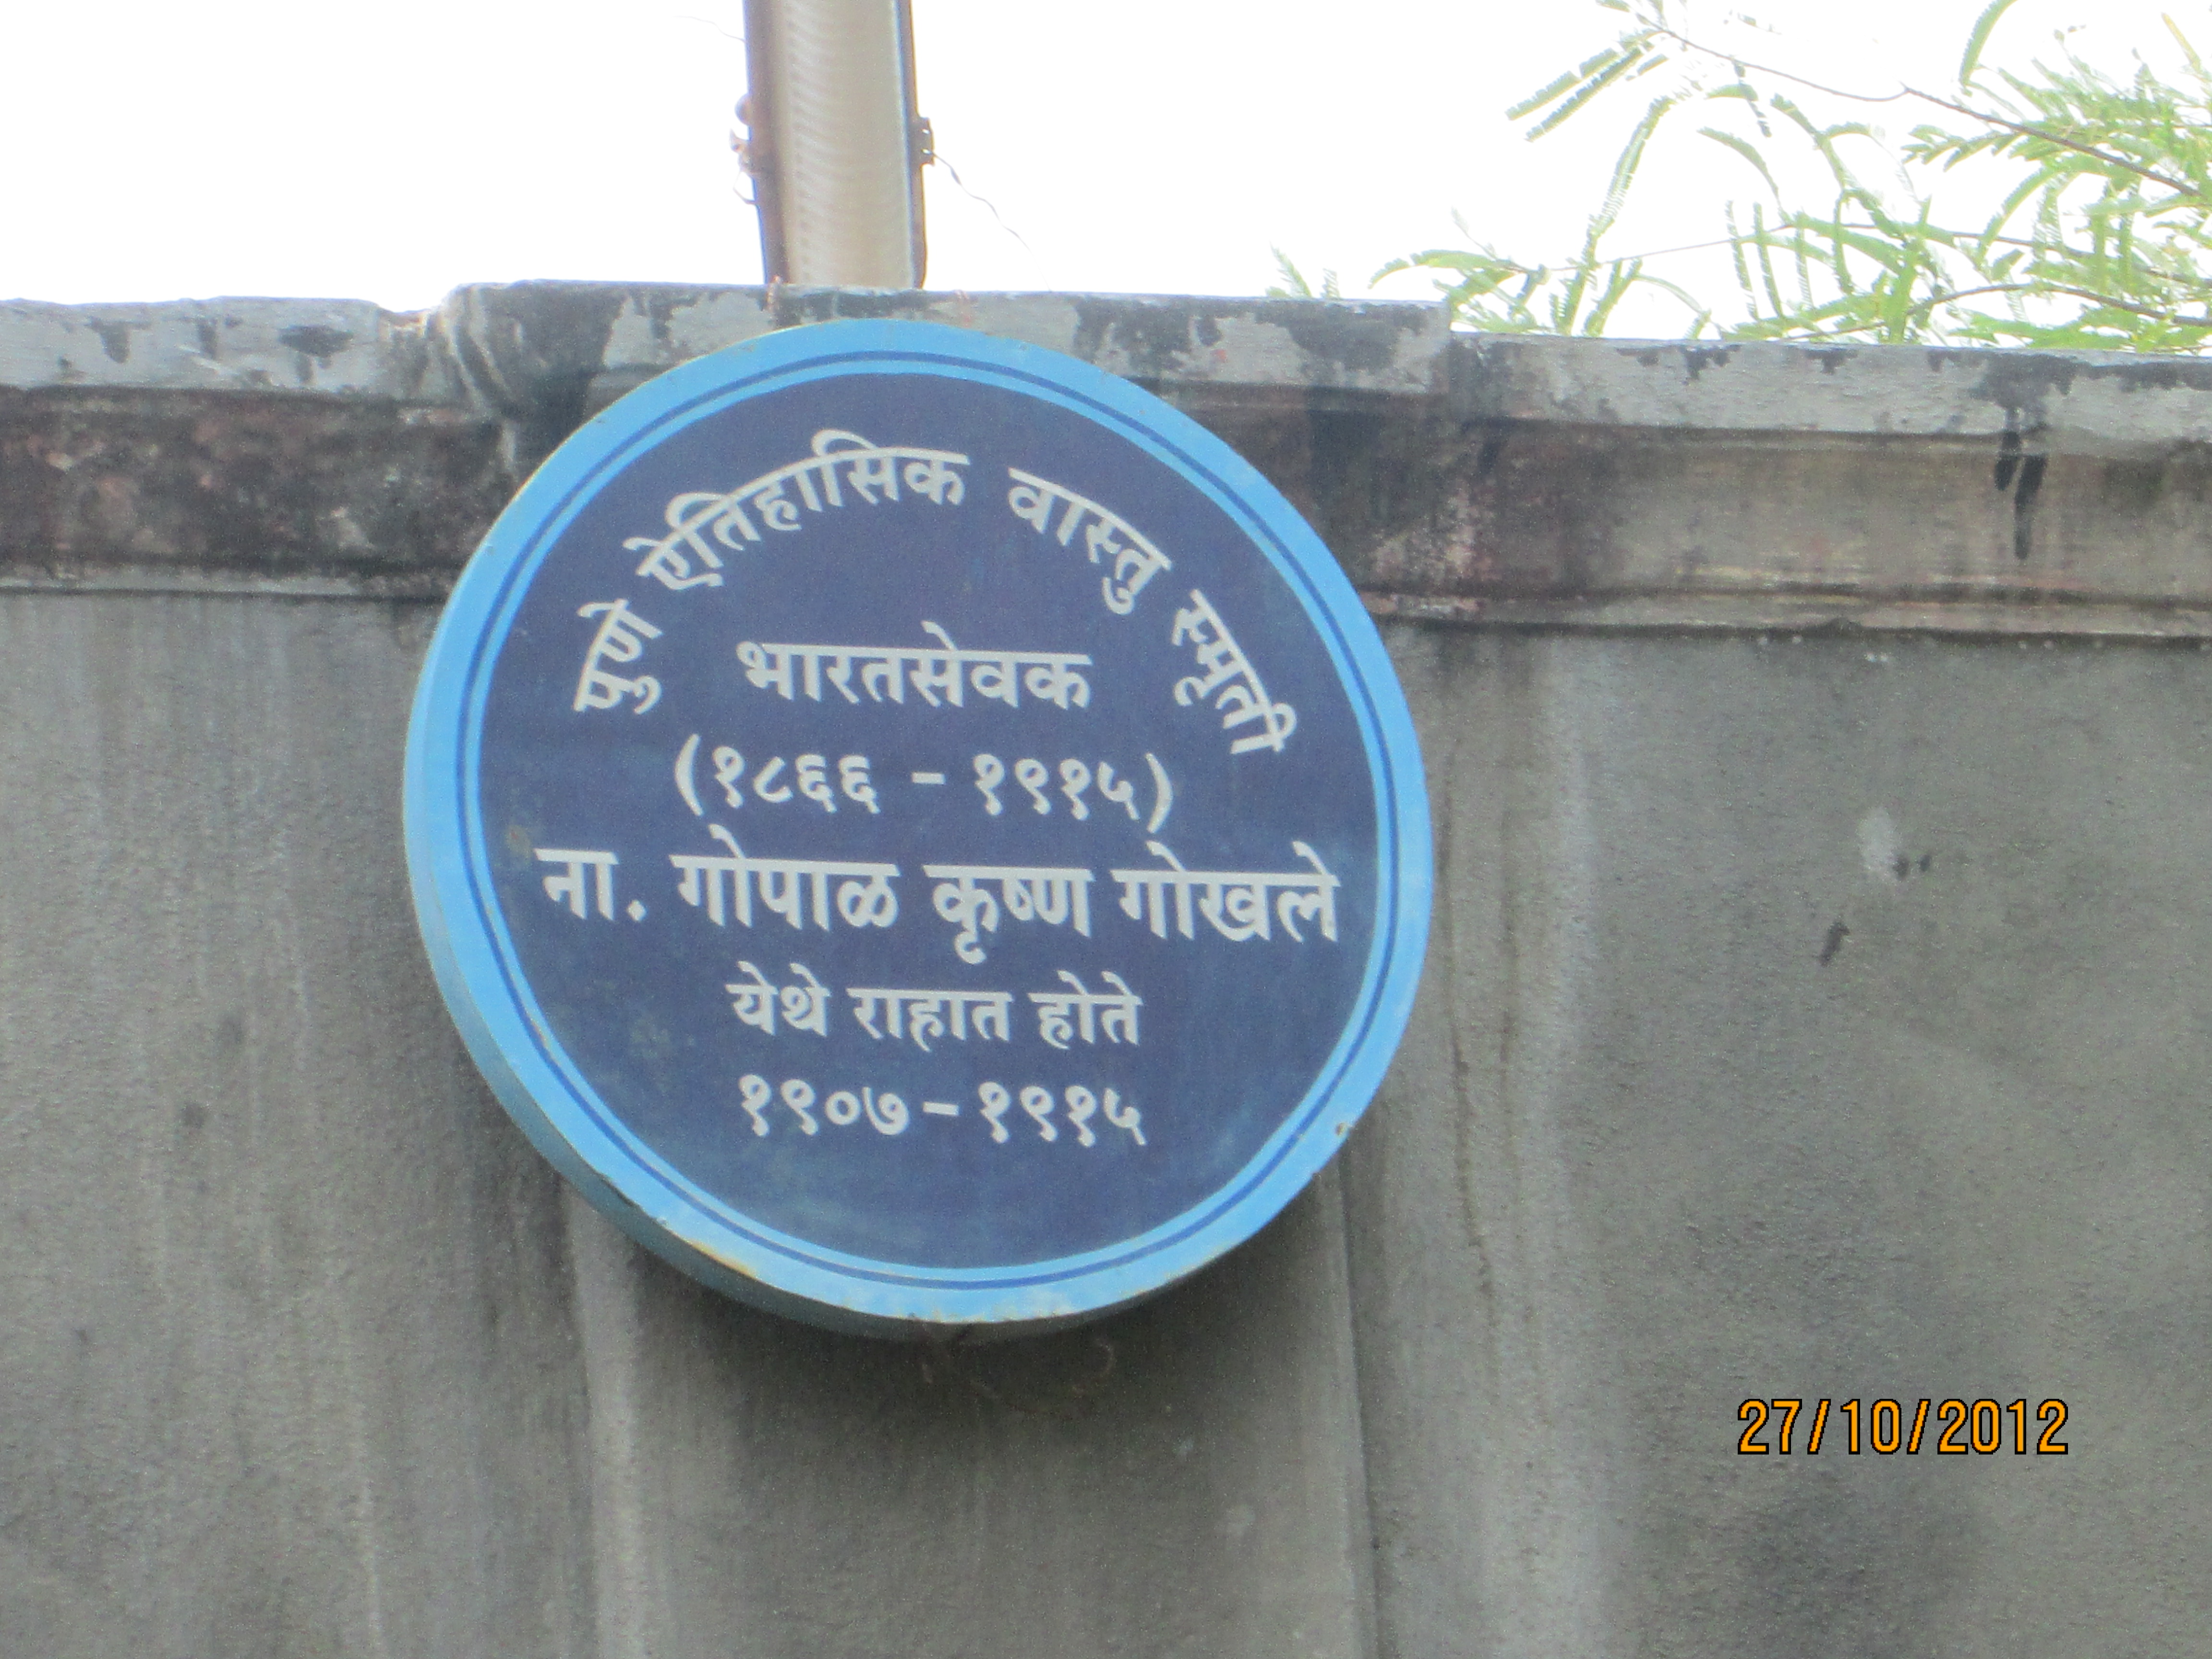 पुणे ऐतिहासिक वास्तु स्मृती
भारतसेवक
(१८६६ - १९१५)
ना. गोपाळ कृष्ण गोखले
येथे राहात होते
१९०७ - १९१५
27/10/2012